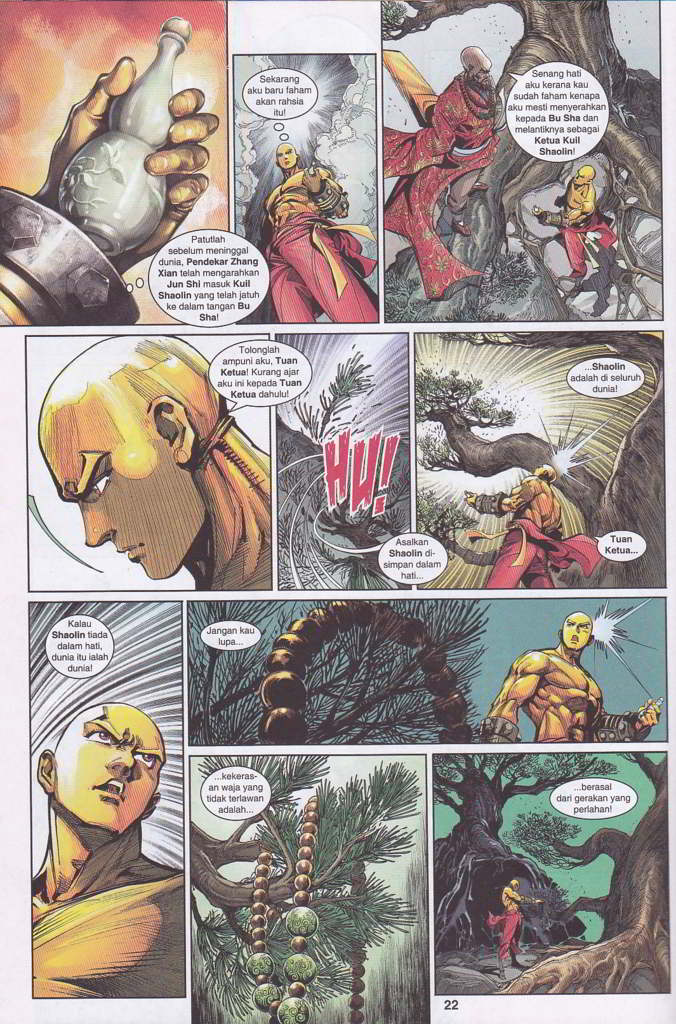 Patutlah
sebelum meninggal
dunia, Pendekar Zhang
Xian telah mengarahkan
Jun Shi masuk Kuil
Shaolin yang telah jatuh
ke dalam tangan Bu
Sha!
Sekarang
aku baru faham
akan rahsia
itu!
Senang hati
aku kerana kau
sudah faham kenapa
aku mesti menyerahkan
kepada Bu Sha dan
melantiknya sebagai
Ketua Kuil
Shaolin!
Tolonglah
ampuni aku, Tuan
Ketua! Kurang ajar
aku ini kepada Tuan
Ketua dahulu!
HU!
Asalkan
Shaolin di-
simpan dalam
hati...
...Shaolin
adalah di seluruh
dunia!
Tuan
Ketua...
Kalau
Shaolin tiada
dalam hati,
dunia itu ialah
dunia!
Jangan kau
lupa...
...kekeras-
an waja yang
tidak terlawan
adalah...
...berasal
dari gerakan yang
perlahan!
22